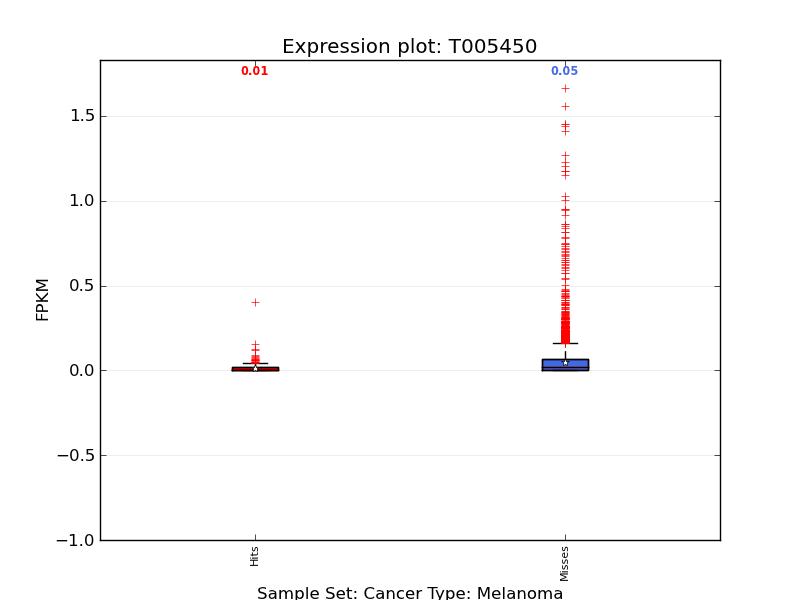 Expression plot: T005450
0.01
0.05
1.5
1.0
0.5
0.0
−0.5
−1.0
FPKM
Hits
Misses
Sample Set: Cancer Type: Melanoma